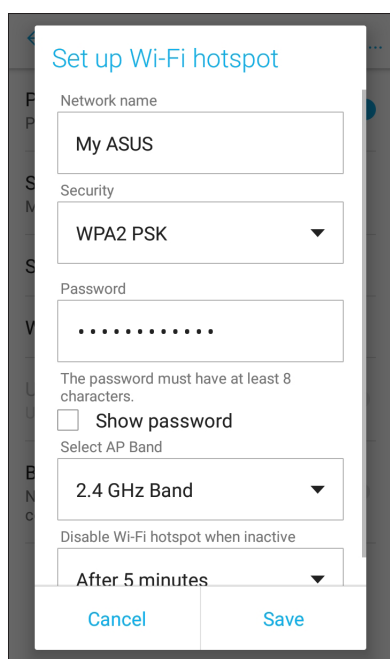 Set up Wi-Fi hotspot
...
Network name
My ASUS
Security
WPA2 PSK
Password
............
The password must have at least 8
characters.
Show password
Select AP Band
2.4 GHz Band
Disable Wi-Fi hotspot when inactive
After 5 minutes
Cancel
Save